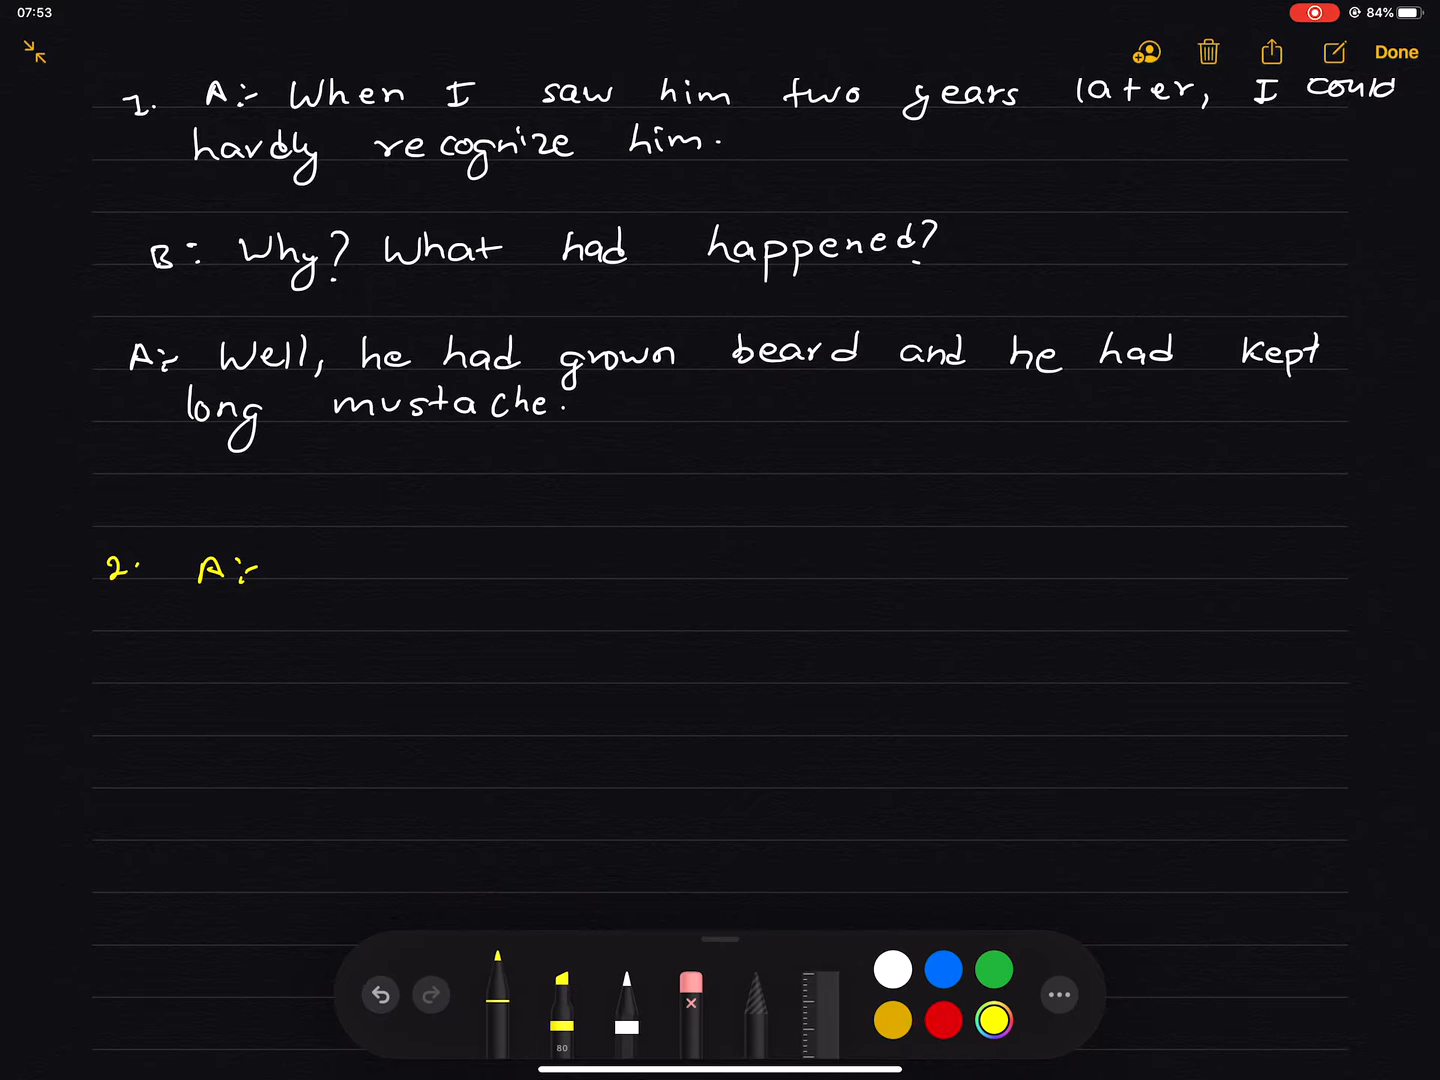 07:53
84%
Done
1. A:- When I saw him two years later, I could
hardly recognize him.
B: Why? What had happened?
A:- Well, he had grown beard and he had kept
long mustache.
2. A:-
80